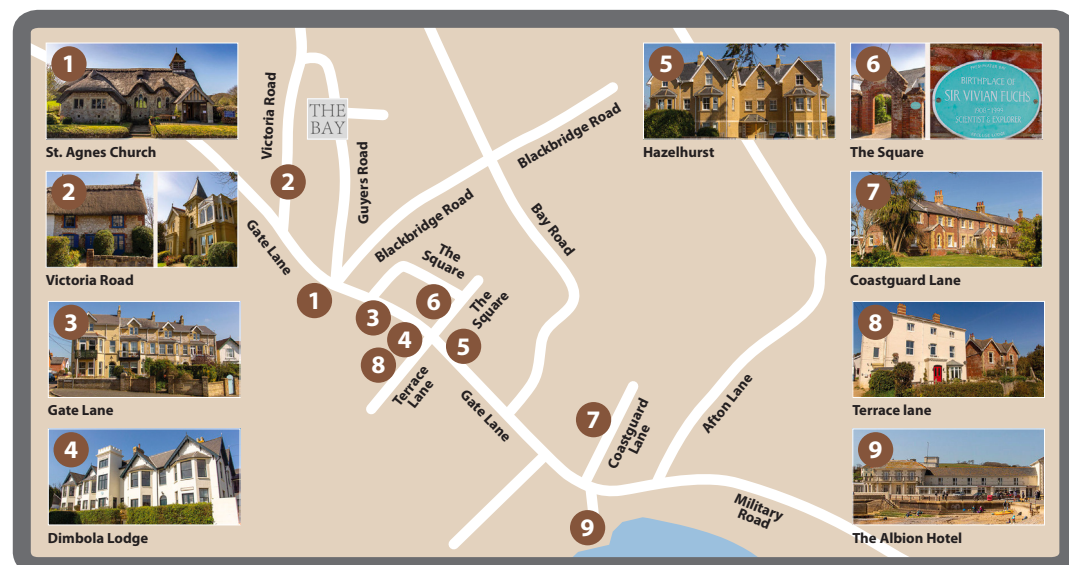 1
St. Agnes Church
2
Victoria Road
3
Gate Lane
4
Dimbola Lodge
Victoria Road
THE
BAY
Guyers Road
2
Gate Lane
Blackbridge Road
Blackbridge Road
Bay Road
The
Square
The
Square
1
3
6
4
5
8
Terrace
Lane
Gate Lane
7
Coastguard
Lane
Afton Lane
9
Military
Road
5
Hazelhurst
6
BIRTHPLACE OF
SIR VIVIAN FUCHS
SCIENTIST & EXPLORER
The Square
7
Coastguard Lane
8
Terrace lane
9
The Albion Hotel